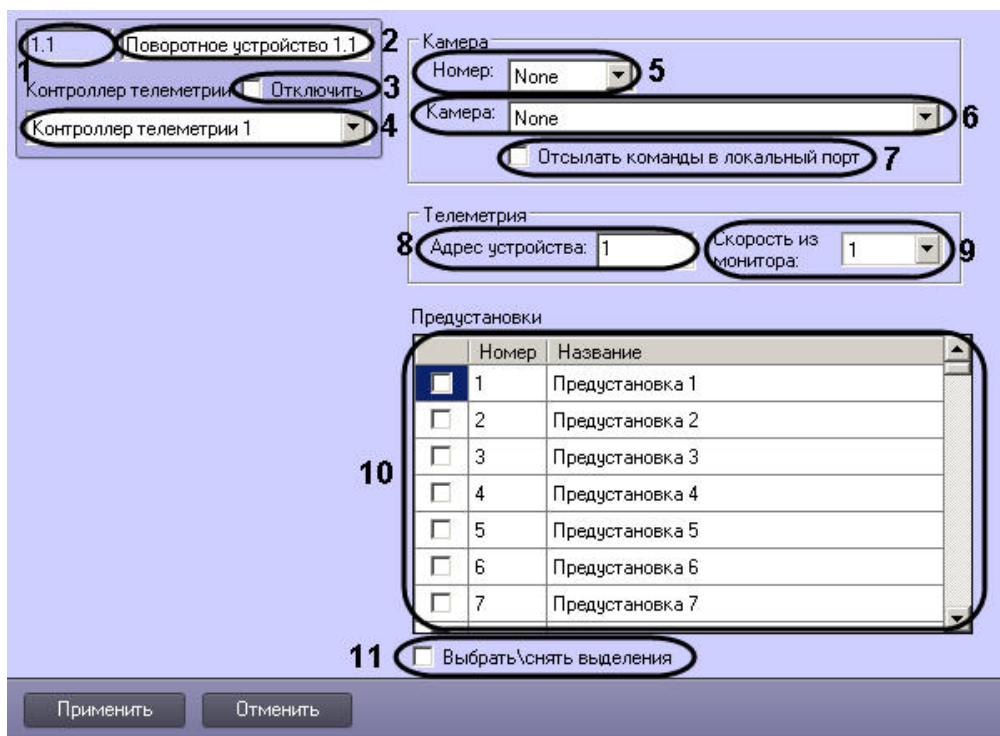 1.1 Поворотное устройство 1.1 2
1
Контроллер телеметрии Отключить 3
Контроллер телеметрии 1 4
Камера
Номер: None 5
Камера: None 6
Отсылать команды в локальный порт 7
Телеметрия
8 Адрес устройства: 1 Скорость из монитора: 1 9
Предустановки
Номер Название
1 Предустановка 1
2 Предустановка 2
3 Предустановка 3
10
4 Предустановка 4
5 Предустановка 5
6 Предустановка 6
7 Предустановка 7
11 Выбрать\снять выделения
Применить Отменить